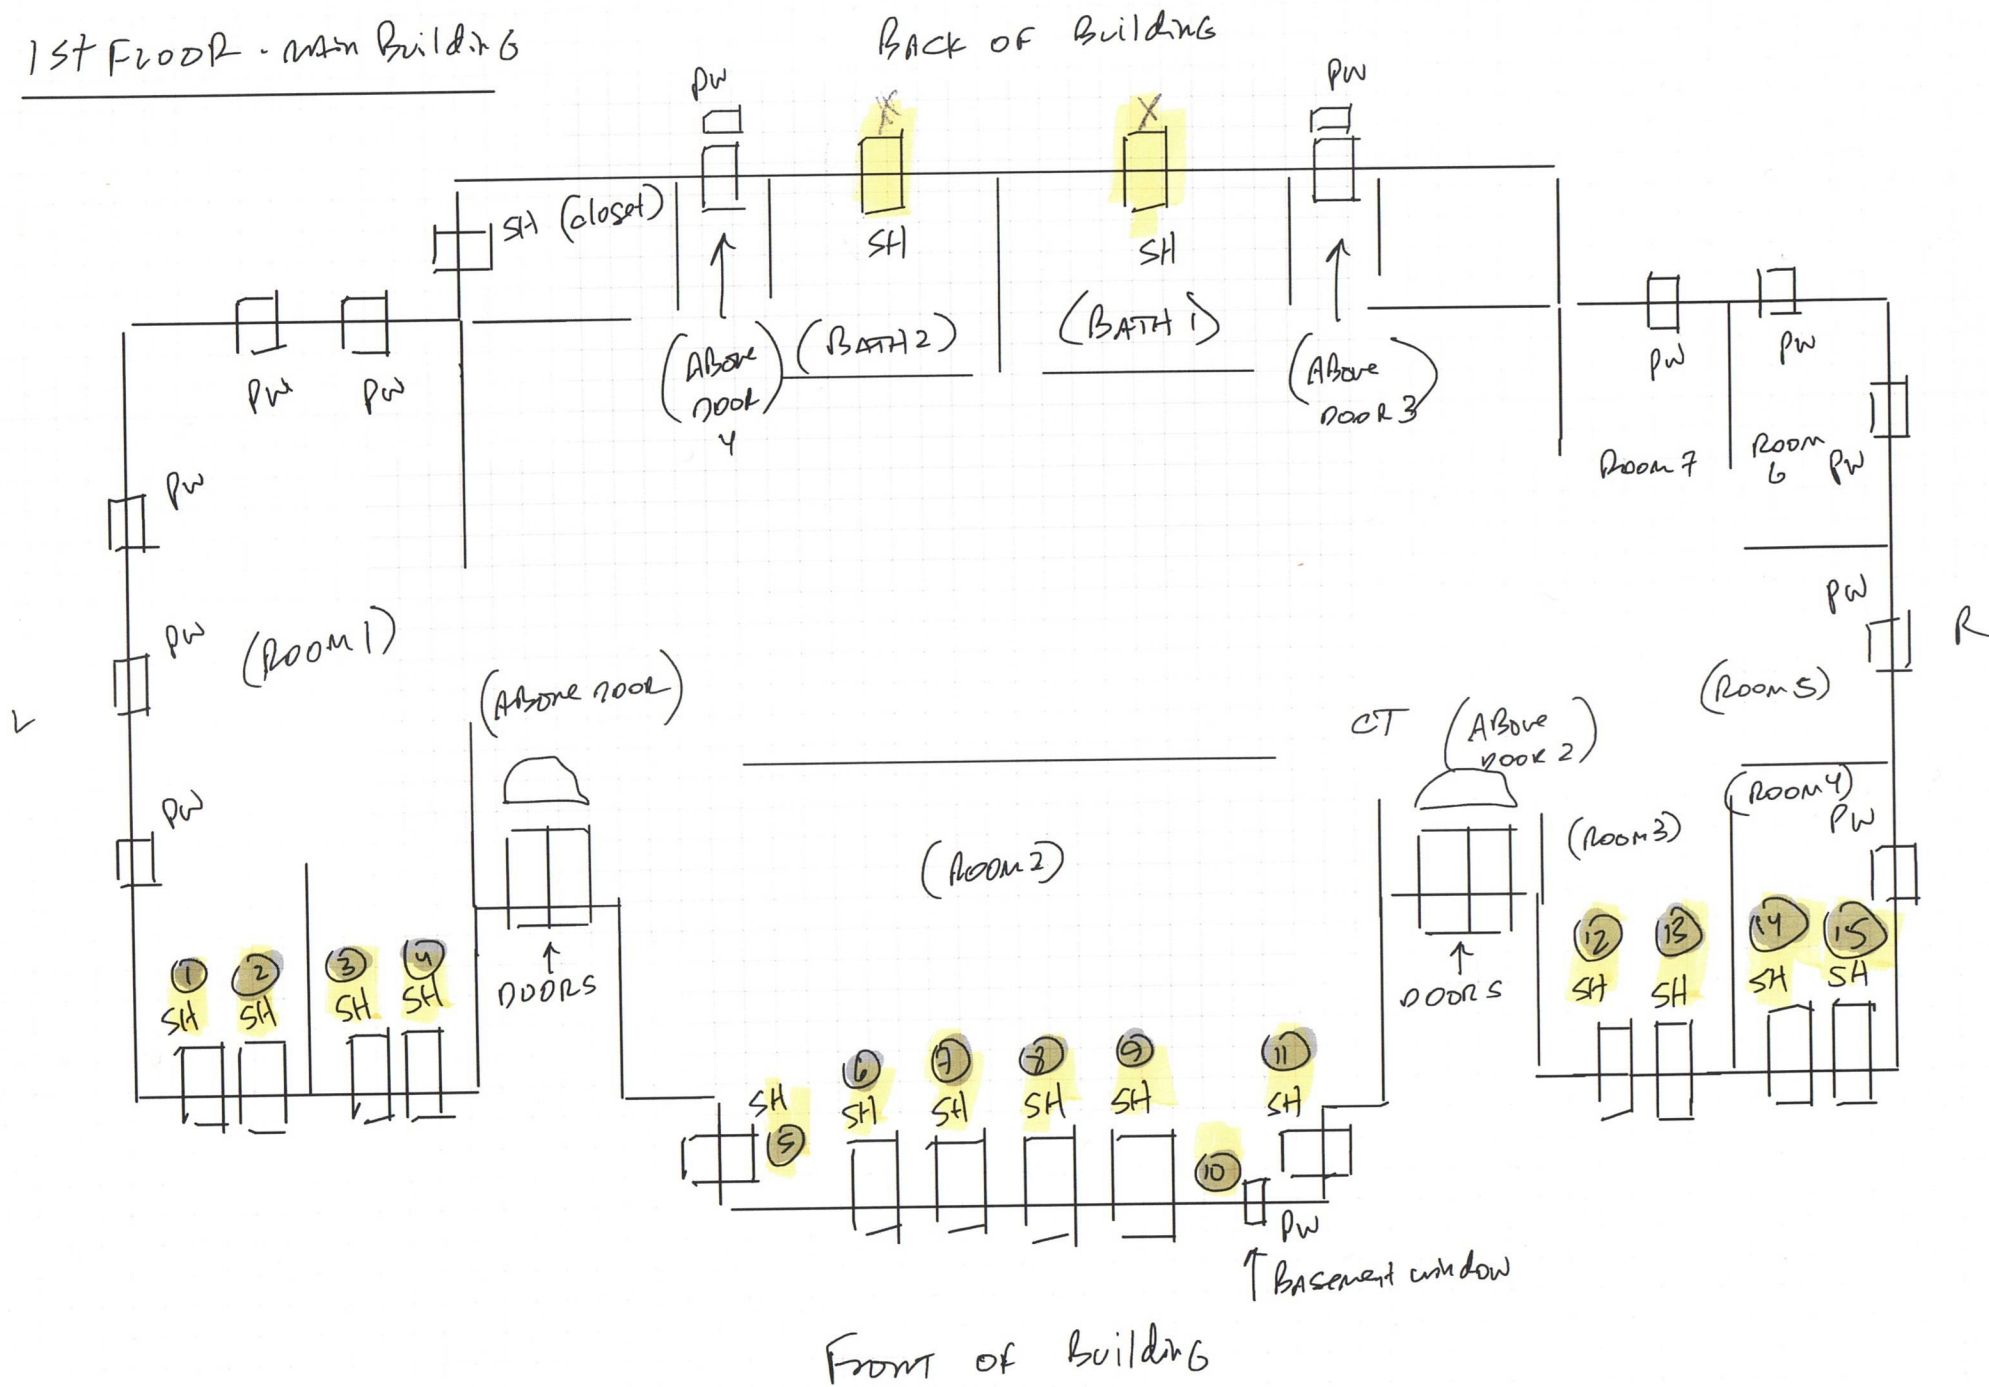 1ST FLOOR - MAIN BuildinG
BACK OF BuildinG
PW
PW
X
X
SH (closet)
SH
SH
(ABove
DOOR
4)
(BATH 2)
(BATH 1)
(ABove
DOOR 3)
PW
PW
PW
PW
ROOM 7
ROOM
6
PW
PW
PW
(ROOM 1)
PW
R
L
(ABove DOOR)
CT
(ABove
DOOR 2)
(ROOM 5)
PW
(ROOM 2)
(ROOM 3)
(ROOM 4)
PW
1
2
3
4
SH
SH
SH
SH
DOORS
DOORS
12
13
14
15
SH
SH
SH
SH
5
6
7
8
9
10
11
SH
SH
SH
SH
SH
SH
PW
BASement window
FRONT OF BuildinG